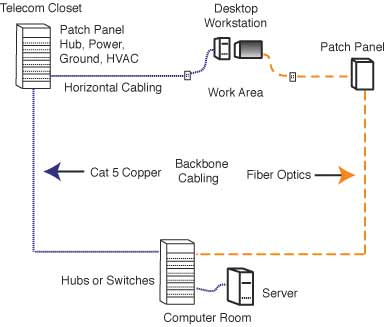 Telecom Closet
Patch Panel
Hub, Power,
Ground, HVAC
Horizontal Cabling
Desktop
Workstation
Work Area
Patch Panel
Cat 5 Copper
Backbone
Cabling
Fiber Optics
Hubs or Switches
Server
Computer Room